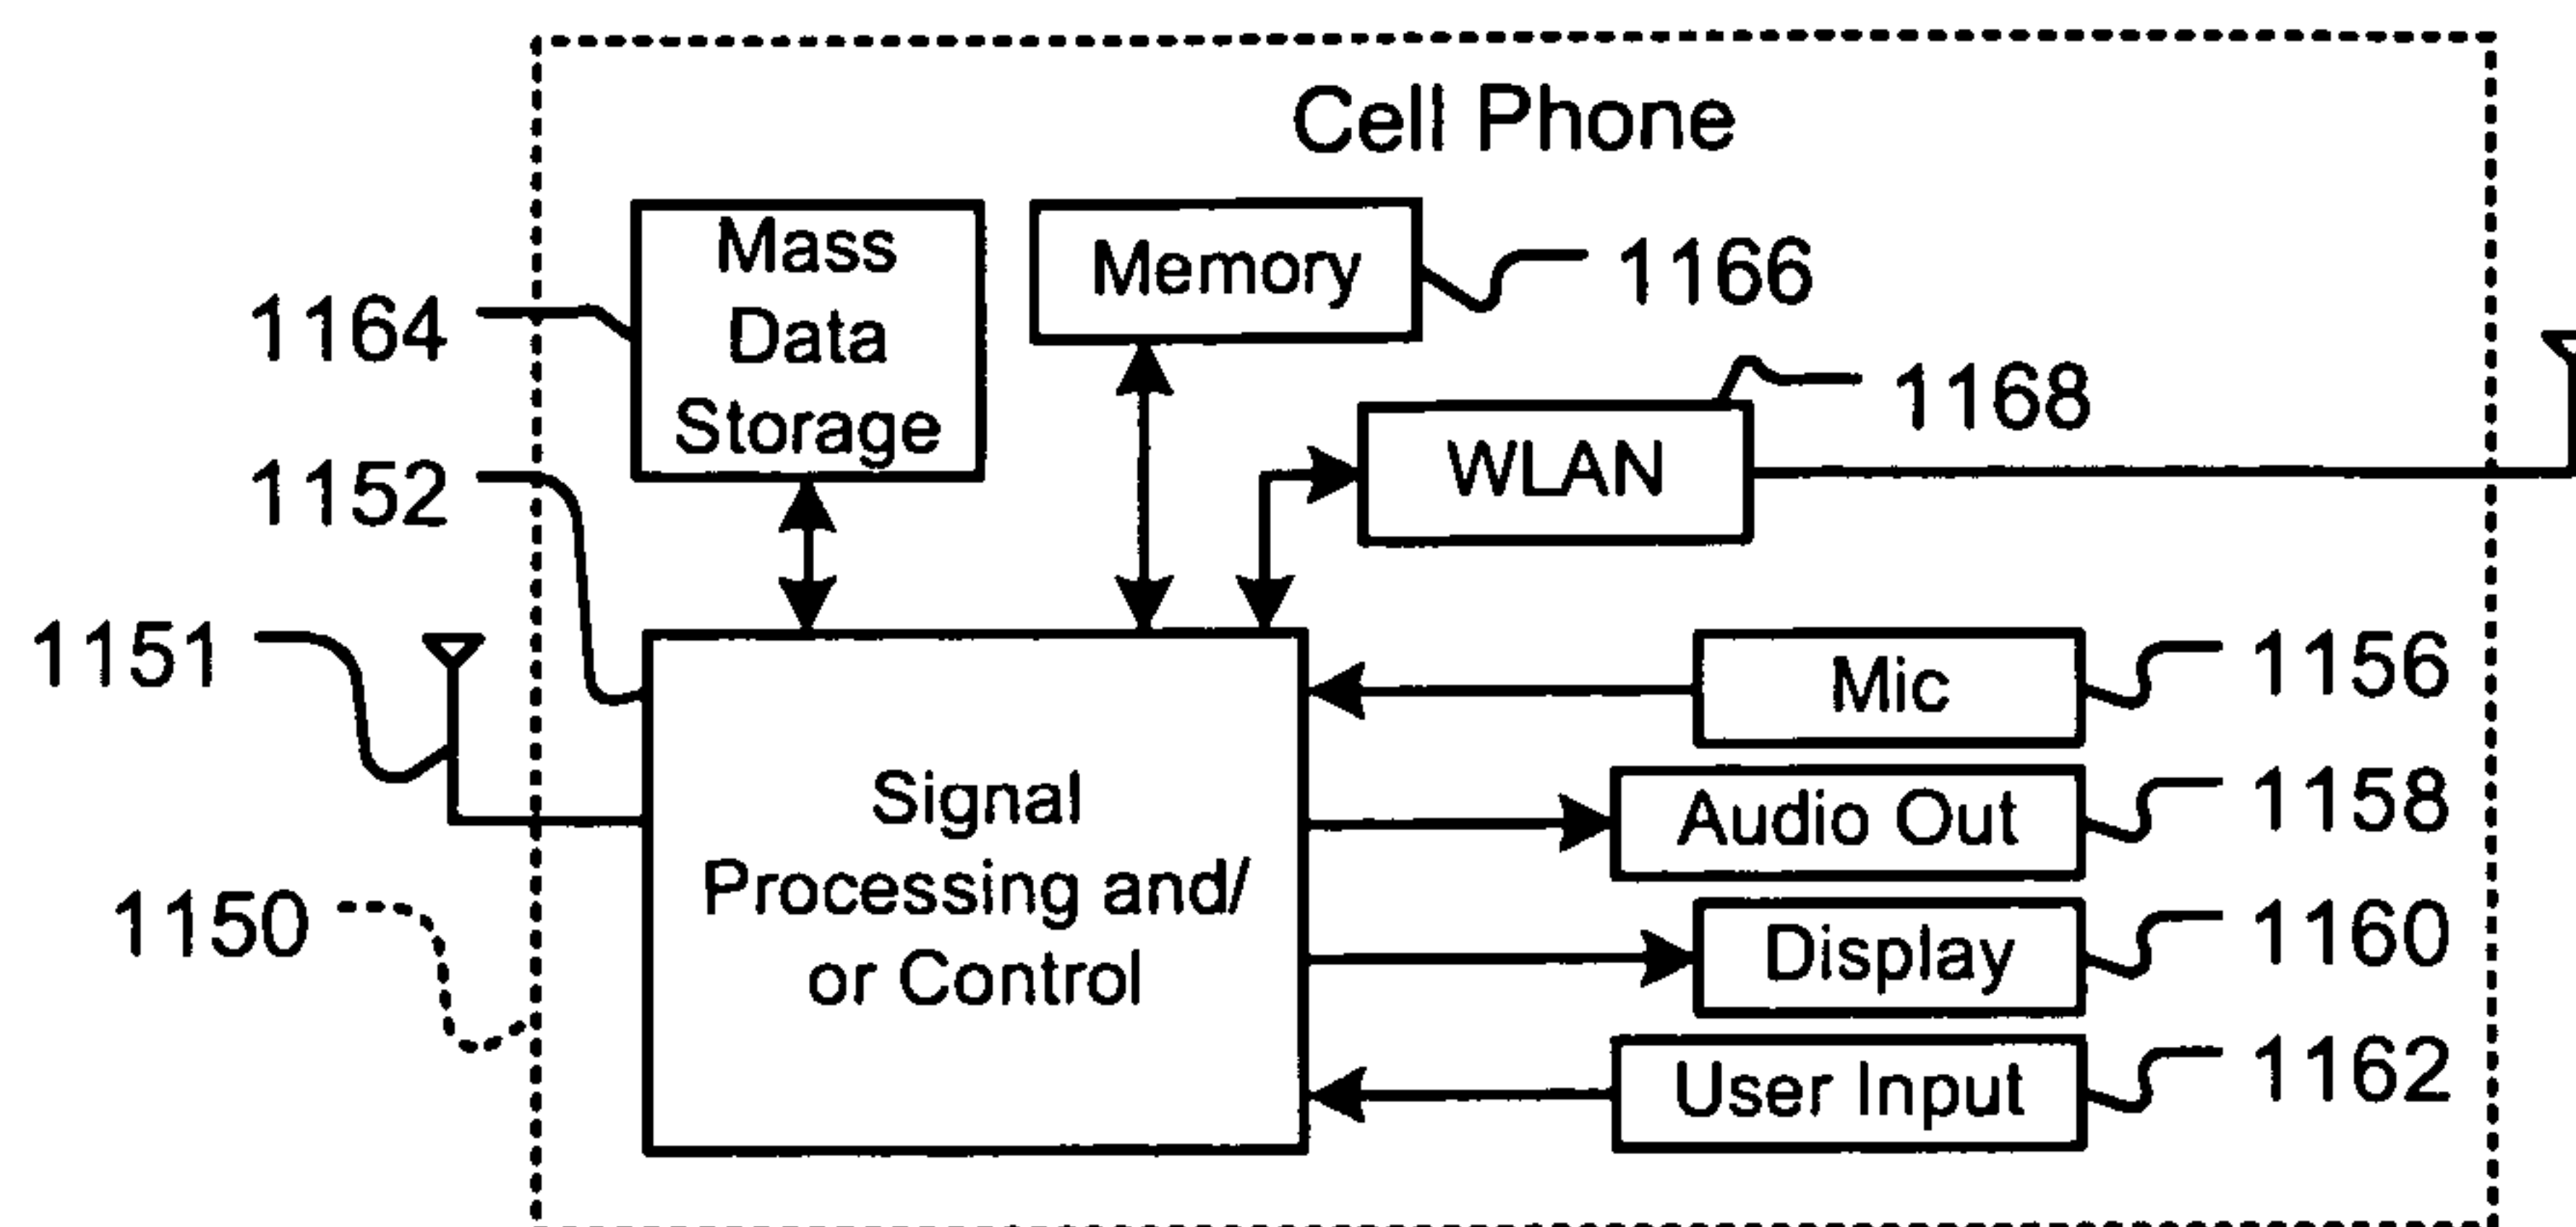 Cell Phone
Mass
Data
Storage
Memory
1166
1164
1168
WLAN
1152
1151
Mic
1156
Signal
Processing and/
or Control
Audio Out
1158
1150
Display
1160
User Input
1162